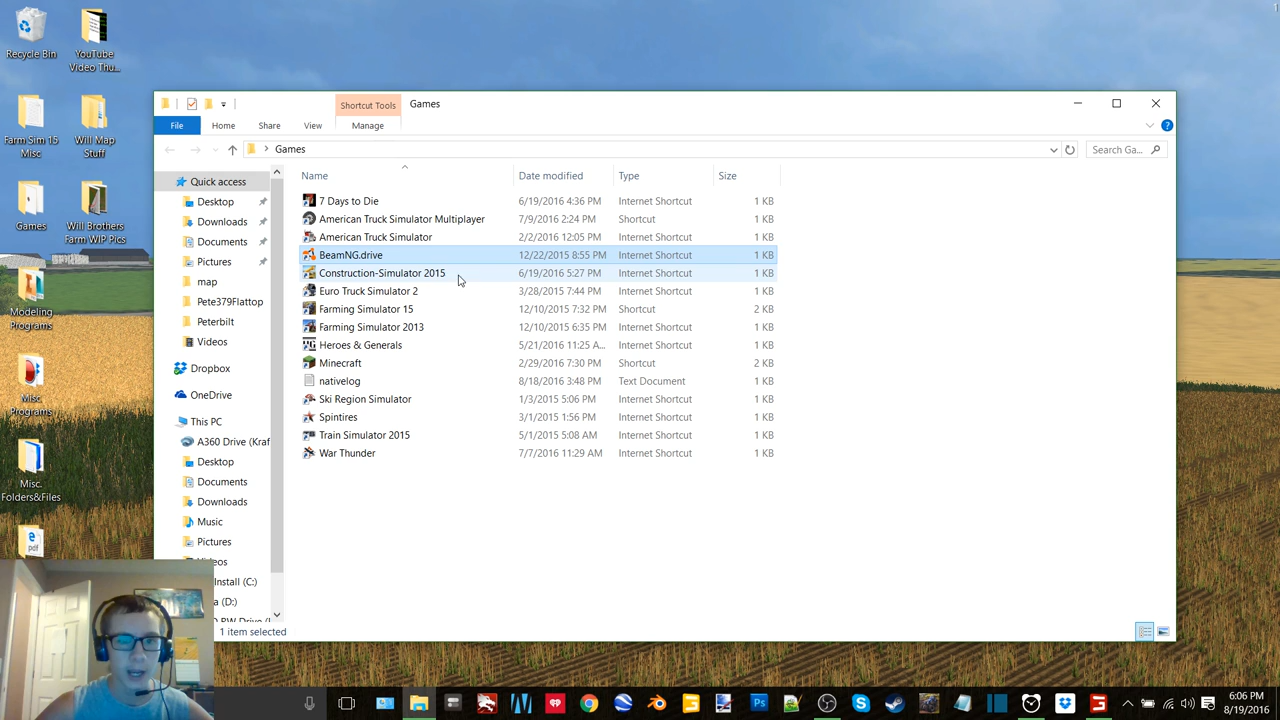 1
Recycle Bin
YouTube
Video Thu...
Farm Sim 15
Misc
Will Map
Stuff
Games
Will Brothers
Farm WIP Pics
Modeling
Programs
Misc
Programs
Misc.
Folders&Files
pdf
Shortcut Tools
Games
File
Home
Share
View
Manage
Games
Search Ga...
Name
Date modified
Type
Size
Quick access
Desktop
Downloads
Documents
Pictures
map
Pete379Flattop
Peterbilt
Videos
Dropbox
OneDrive
This PC
A360 Drive (Kraf
Desktop
Documents
Downloads
Music
Pictures
Install (C:)
(D:)
7 Days to Die 6/19/2016 4:36 PM Internet Shortcut 1 KB
American Truck Simulator Multiplayer 7/9/2016 2:24 PM Shortcut 1 KB
American Truck Simulator 2/2/2016 12:05 PM Internet Shortcut 1 KB
BeamNG.drive 12/22/2015 8:55 PM Internet Shortcut 1 KB
Construction-Simulator 2015 6/19/2016 5:27 PM Internet Shortcut 1 KB
Euro Truck Simulator 2 3/28/2015 7:44 PM Internet Shortcut 1 KB
Farming Simulator 15 12/10/2015 7:32 PM Shortcut 2 KB
Farming Simulator 2013 12/10/2015 6:35 PM Internet Shortcut 1 KB
Heroes & Generals 5/21/2016 11:25 A... Internet Shortcut 1 KB
Minecraft 2/29/2016 7:30 PM Shortcut 2 KB
nativelog 8/18/2016 3:48 PM Text Document 1 KB
Ski Region Simulator 1/3/2015 5:06 PM Internet Shortcut 1 KB
Spintires 3/1/2015 1:56 PM Internet Shortcut 1 KB
Train Simulator 2015 5/1/2015 5:08 AM Internet Shortcut 1 KB
War Thunder 7/7/2016 11:29 AM Internet Shortcut 1 KB
1 item selected
Ps
6:06 PM
8/19/2016